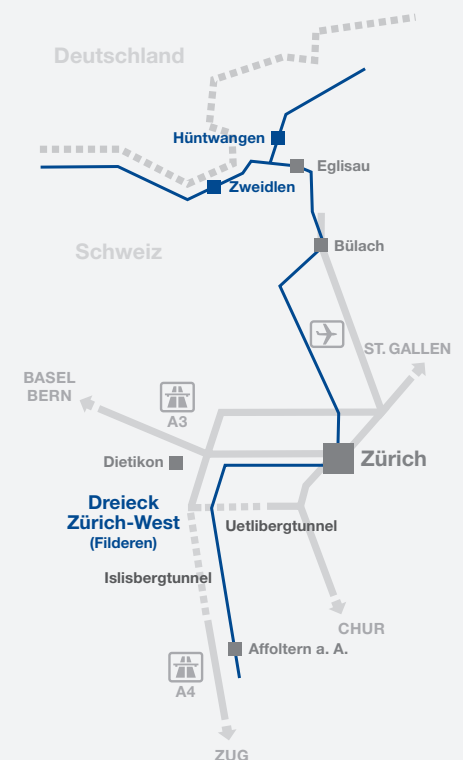 Deutschland
Hüntwangen
Eglisau
Zweidlen
Schweiz
Bülach
ST. GALLEN
BASEL
BERN
A3
Dietikon
Zürich
Dreieck
Zürich-West
(Filderen)
Uetlibergtunnel
Islisbergtunnel
CHUR
Affoltern a. A.
A4
ZUG